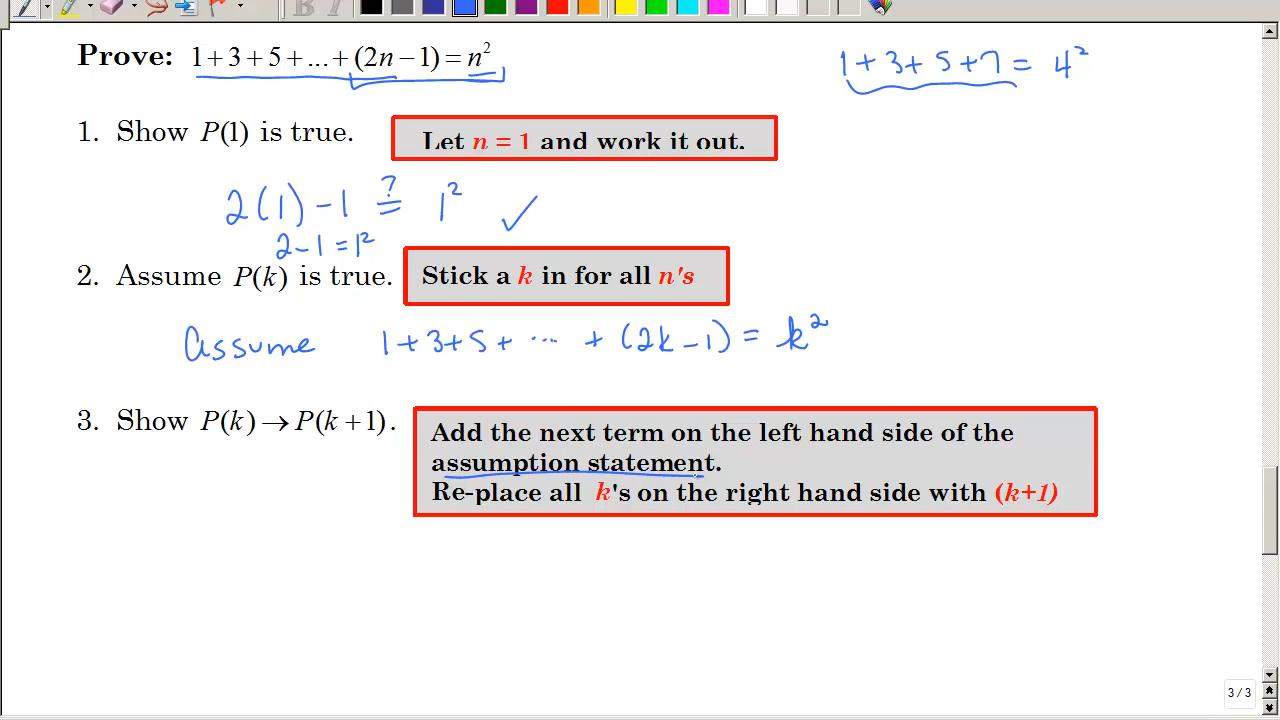 Prove: 1+3+5+...+(2n−1)=n²
1+3+5+7=4²
1. Show P(1) is true.
Let n = 1 and work it out.
2(1)−1 ≟ 1² ✓
2−1=1²
2. Assume P(k) is true.
Stick a k in for all n's
Assume 1+3+5+ ... +(2k−1)=k²
3. Show P(k)→P(k+1).
Add the next term on the left hand side of the
assumption statement.
Re-place all k's on the right hand side with (k+1)
3/3